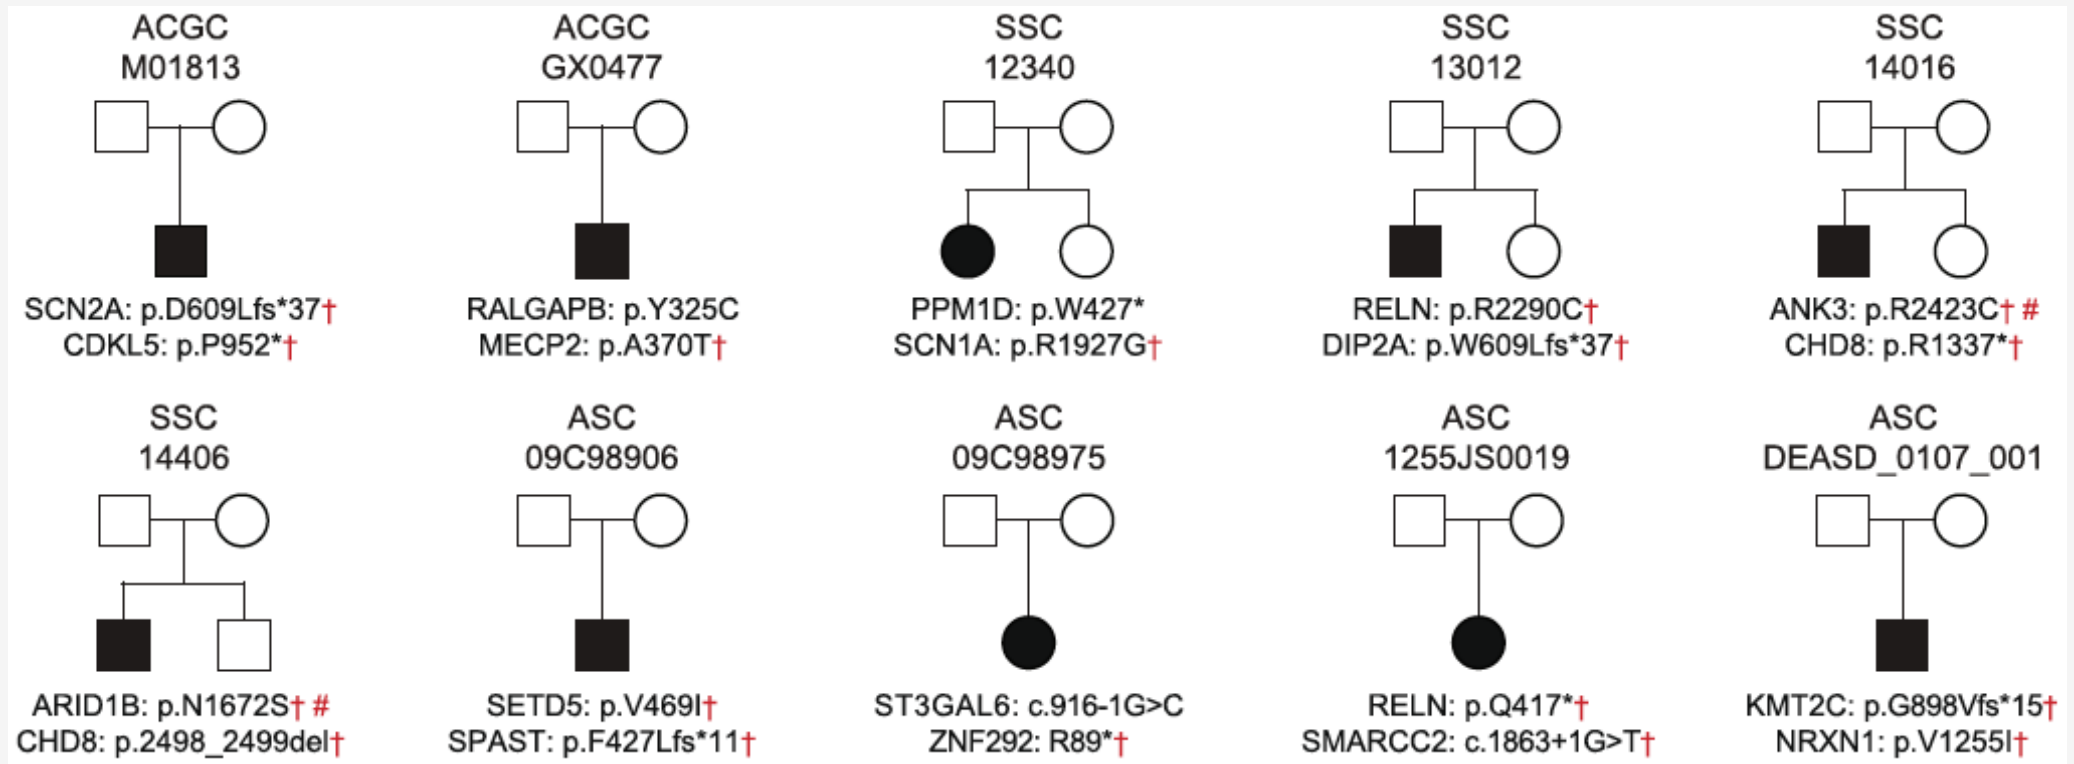 ACGC
M01813
SCN2A: p.D609Lfs*37†
CDKL5: p.P952*†
ACGC
GX0477
RALGAPB: p.Y325C
MECP2: p.A370T†
SSC
12340
PPM1D: p.W427*
SCN1A: p.R1927G†
SSC
13012
RELN: p.R2290C†
DIP2A: p.W609Lfs*37†
SSC
14016
ANK3: p.R2423C† #
CHD8: p.R1337*†
SSC
14406
ARID1B: p.N1672S† #
CHD8: p.2498_2499del†
ASC
09C98906
SETD5: p.V469I†
SPAST: p.F427Lfs*11†
ASC
09C98975
ST3GAL6: c.916-1G>C
ZNF292: R89*†
ASC
1255JS0019
RELN: p.Q417*†
SMARCC2: c.1863+1G>T†
ASC
DEASD_0107_001
KMT2C: p.G898Vfs*15†
NRXN1: p.V1255I†